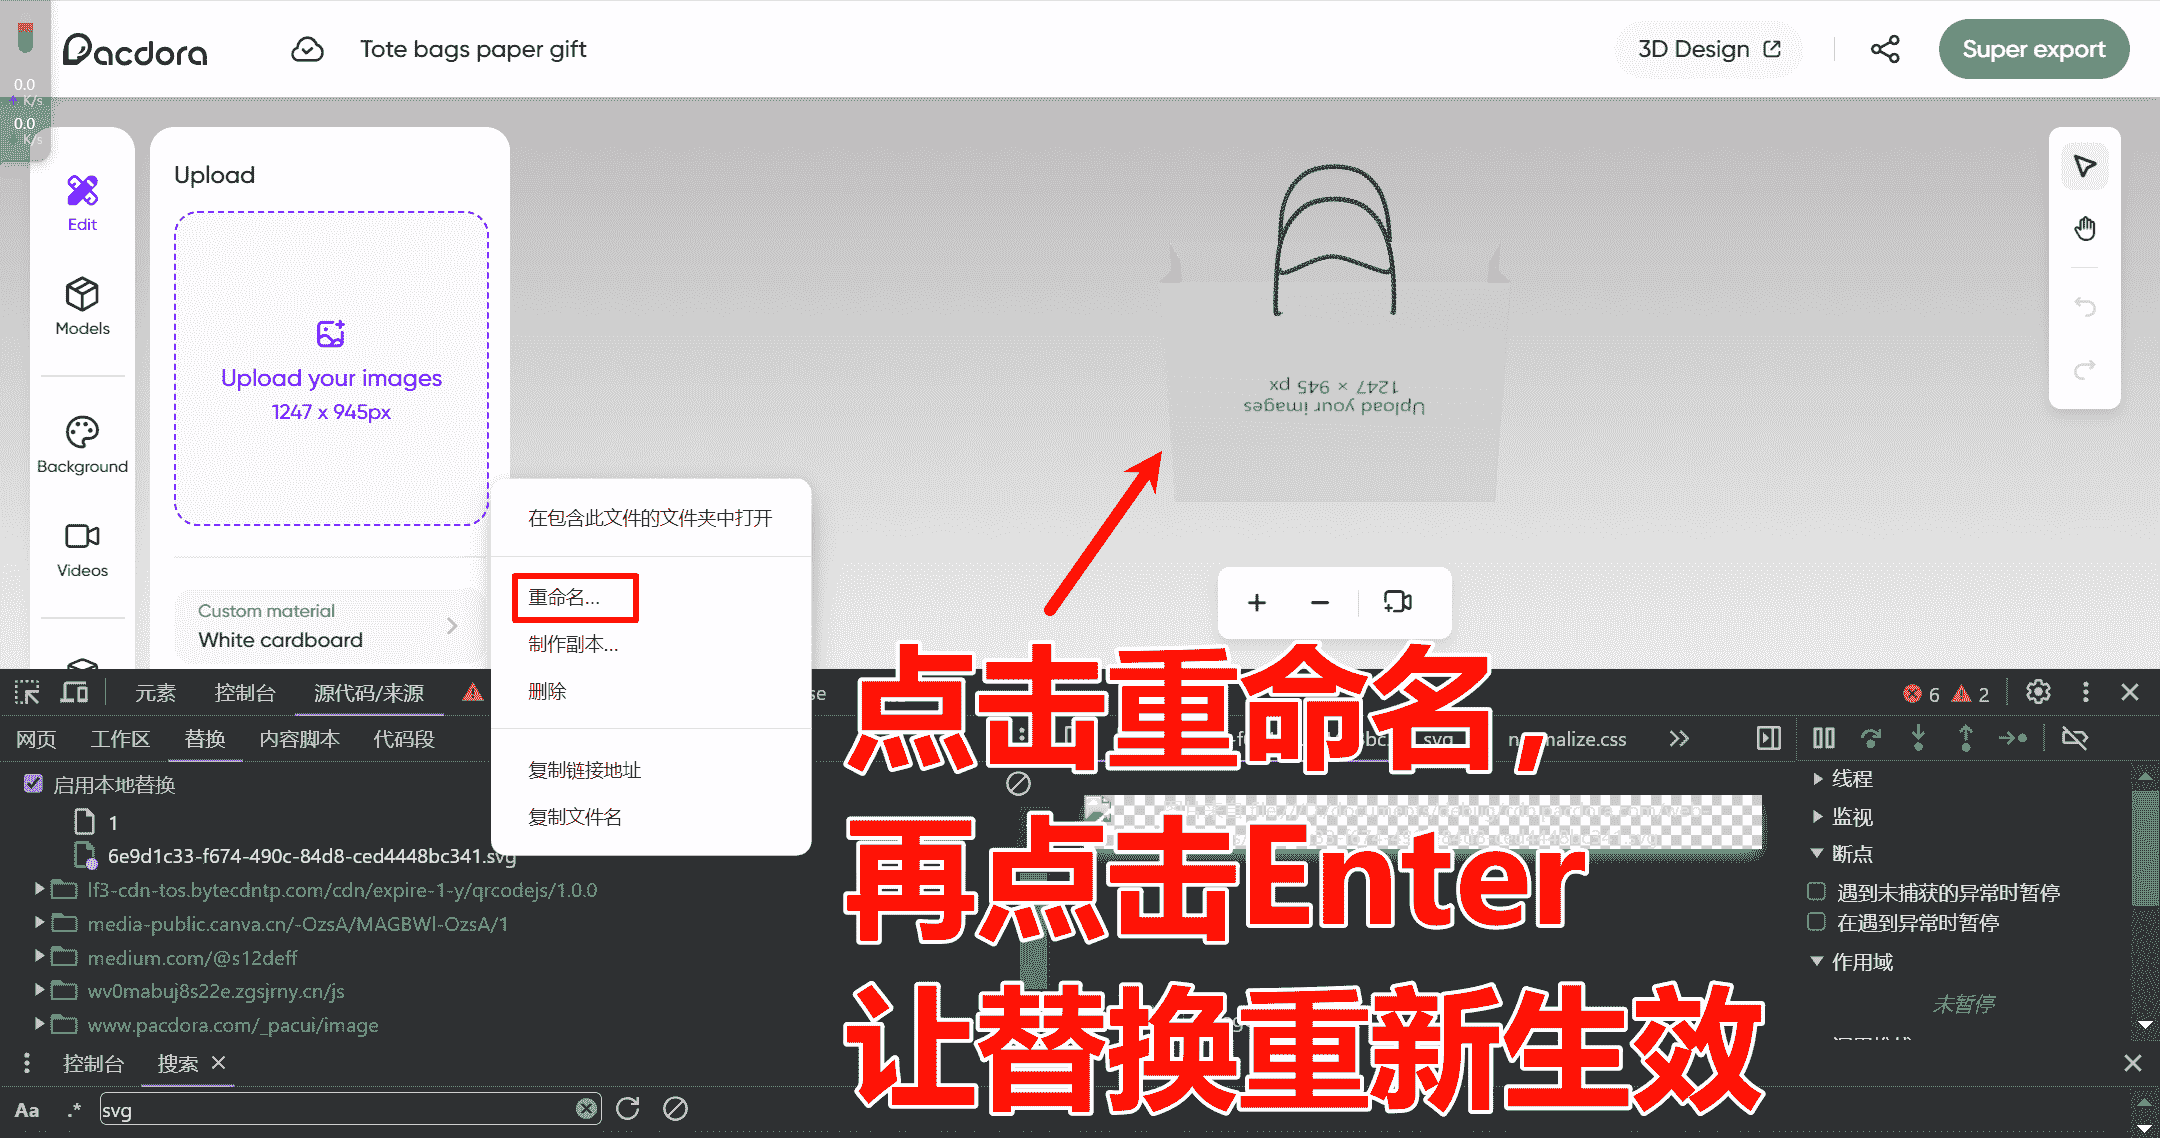 0.0
K/s
0.0
K/s
Pacdora
Tote bags paper gift
3D Design
Super export
Edit
Models
Background
Videos
Upload
Upload your images
1247 x 945px
Custom material
White cardboard
Upload your images
1247 × 945 px
在包含此文件的文件夹中打开
重命名...
制作副本...
删除
复制链接地址
复制文件名
点击重命名,
再点击Enter
让替换重新生效
元素
控制台
源代码/来源
6
2
网页
工作区
替换
内容脚本
代码段
启用本地替换
1
6e9d1c33-f674-490c-84d8-ced4448bc341.svg
lf3-cdn-tos.bytecdntp.com/cdn/expire-1-y/qrcodejs/1.0.0
media-public.canva.cn/-OzsA/MAGBWl-OzsA/1
medium.com/@s12deff
wv0mabuj8s22e.zgsjrny.cn/js
www.pacdora.com/_pacui/image
线程
监视
断点
遇到未捕获的异常时暂停
在遇到异常时暂停
作用域
未暂停
控制台
搜索
Aa
.*
svg